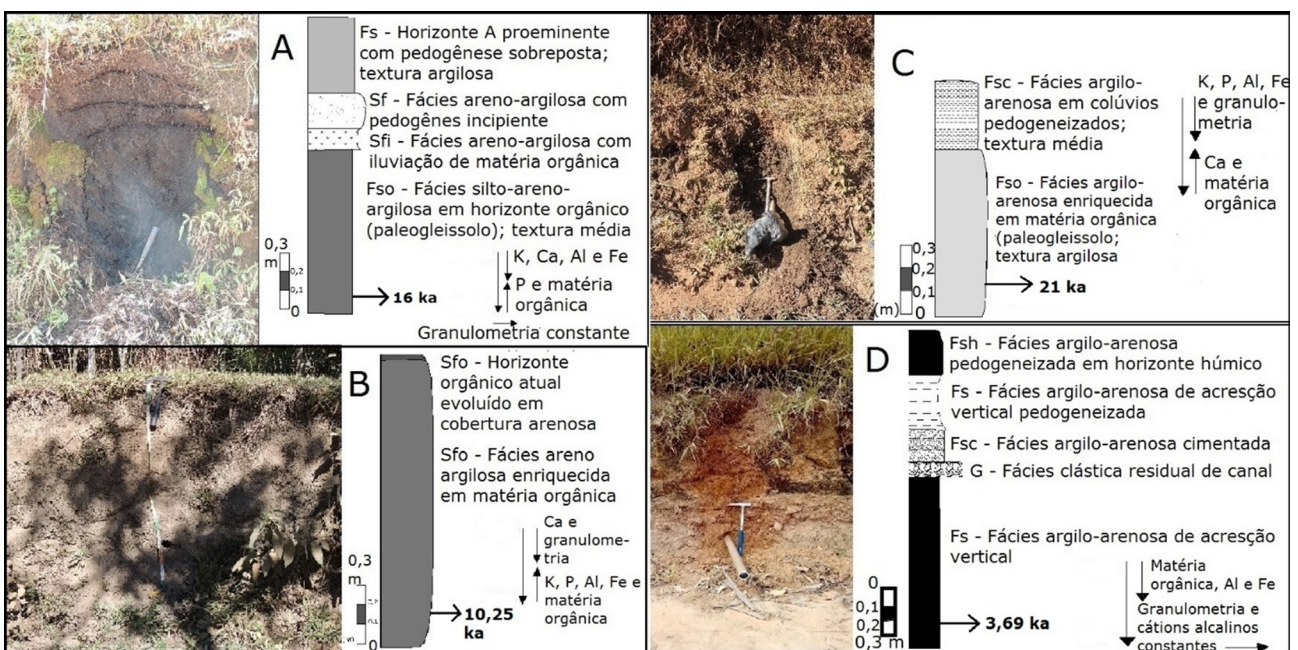 A
Fs - Horizonte A proeminente
com pedogênese sobreposta;
textura argilosa
Sf - Fácies areno-argilosa com
pedogênes incipiente
Sfi - Fácies areno-argilosa com
iluviação de matéria orgânica
Fso - Fácies silto-areno-
argilosa em horizonte orgânico
(paleogleissolo); textura média
0,3
m
0,2
0,1
0
K, Ca, Al e Fe
P e matéria
orgânica
16 ka
Granulometria constante
B
Sfo - Horizonte
orgânico atual
evoluído em
cobertura arenosa
Sfo - Fácies areno
argilosa enriquecida
em matéria orgânica
0,3
m
0
Ca e
granulome-
tria
K, P, Al, Fe e
matéria
orgânica
10,25
ka
C
Fsc - Fácies argilo-
arenosa em colúvios
pedogeneizados;
textura média
K, P, Al, Fe
e granulo-
metria
Ca e
matéria
orgânica
Fso - Fácies argilo-
arenosa enriquecida
em matéria orgânica
(paleogleissolo;
textura argilosa
0,3
0,2
0,1
(m)
0
21 ka
D
Fsh - Fácies argilo-arenosa
pedogeneizada em horizonte húmico
Fs - Fácies argilo-arenosa de acresção
vertical pedogeneizada
Fsc - Fácies argilo-arenosa cimentada
G - Fácies clástica residual de canal
Fs - Fácies argilo-arenosa de acresção
vertical
0
0,1
0,2
0,3 m
Matéria
orgânica, Al e Fe
Granulometria e
cátions alcalinos
constantes
3,69 ka